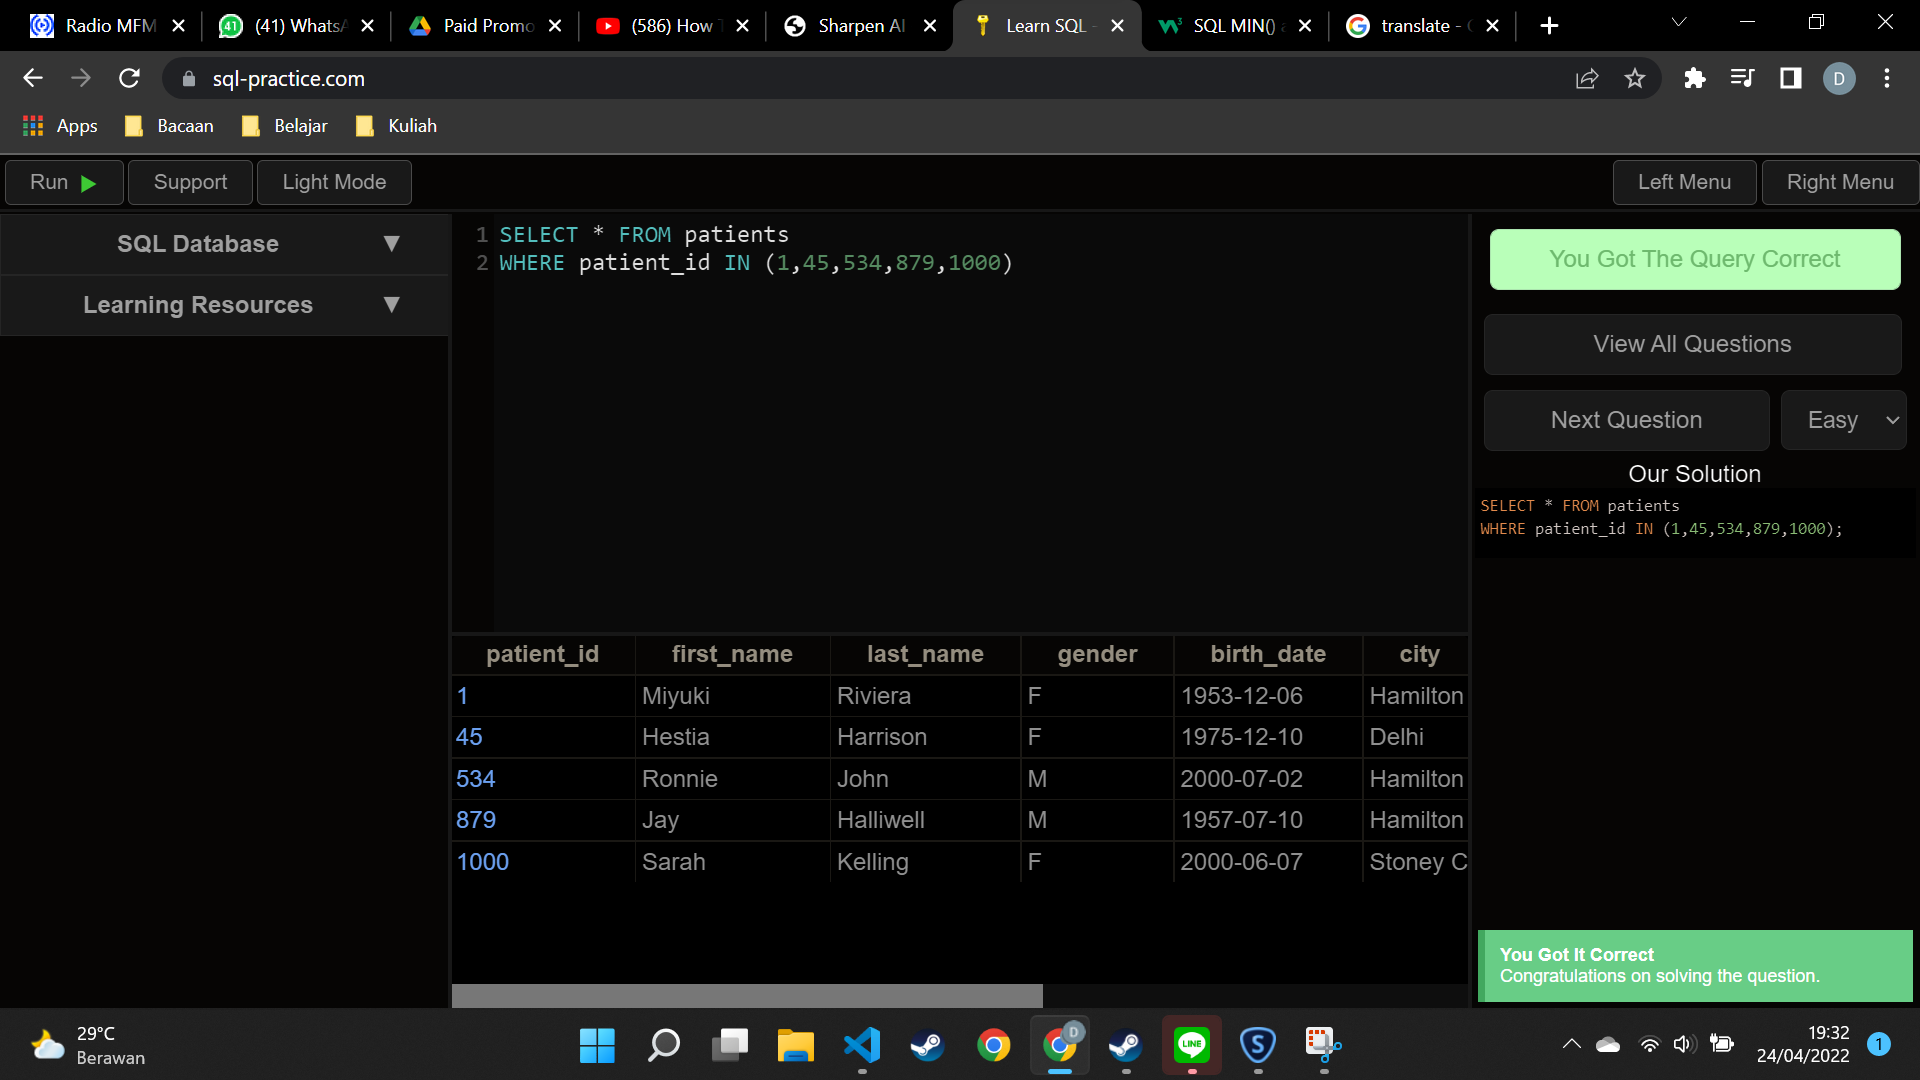 Radio MFM
(41) WhatsA
Paid Promo
(586) How T
Sharpen AI
Learn SQL -
SQL MIN() a
translate - G
sql-practice.com
D
Apps
Bacaan
Belajar
Kuliah
Run
Support
Light Mode
Left Menu
Right Menu
SQL Database
Learning Resources
1 SELECT * FROM patients
2 WHERE patient_id IN (1,45,534,879,1000)
You Got The Query Correct
View All Questions
Next Question
Easy
Our Solution
SELECT * FROM patients
WHERE patient_id IN (1,45,534,879,1000);
patient_id first_name last_name gender birth_date city
1 Miyuki Riviera F 1953-12-06 Hamilton
45 Hestia Harrison F 1975-12-10 Delhi
534 Ronnie John M 2000-07-02 Hamilton
879 Jay Halliwell M 1957-07-10 Hamilton
1000 Sarah Kelling F 2000-06-07 Stoney C
You Got It Correct
Congratulations on solving the question.
29°C
Berawan
D
LINE
S
19:32
24/04/2022
1